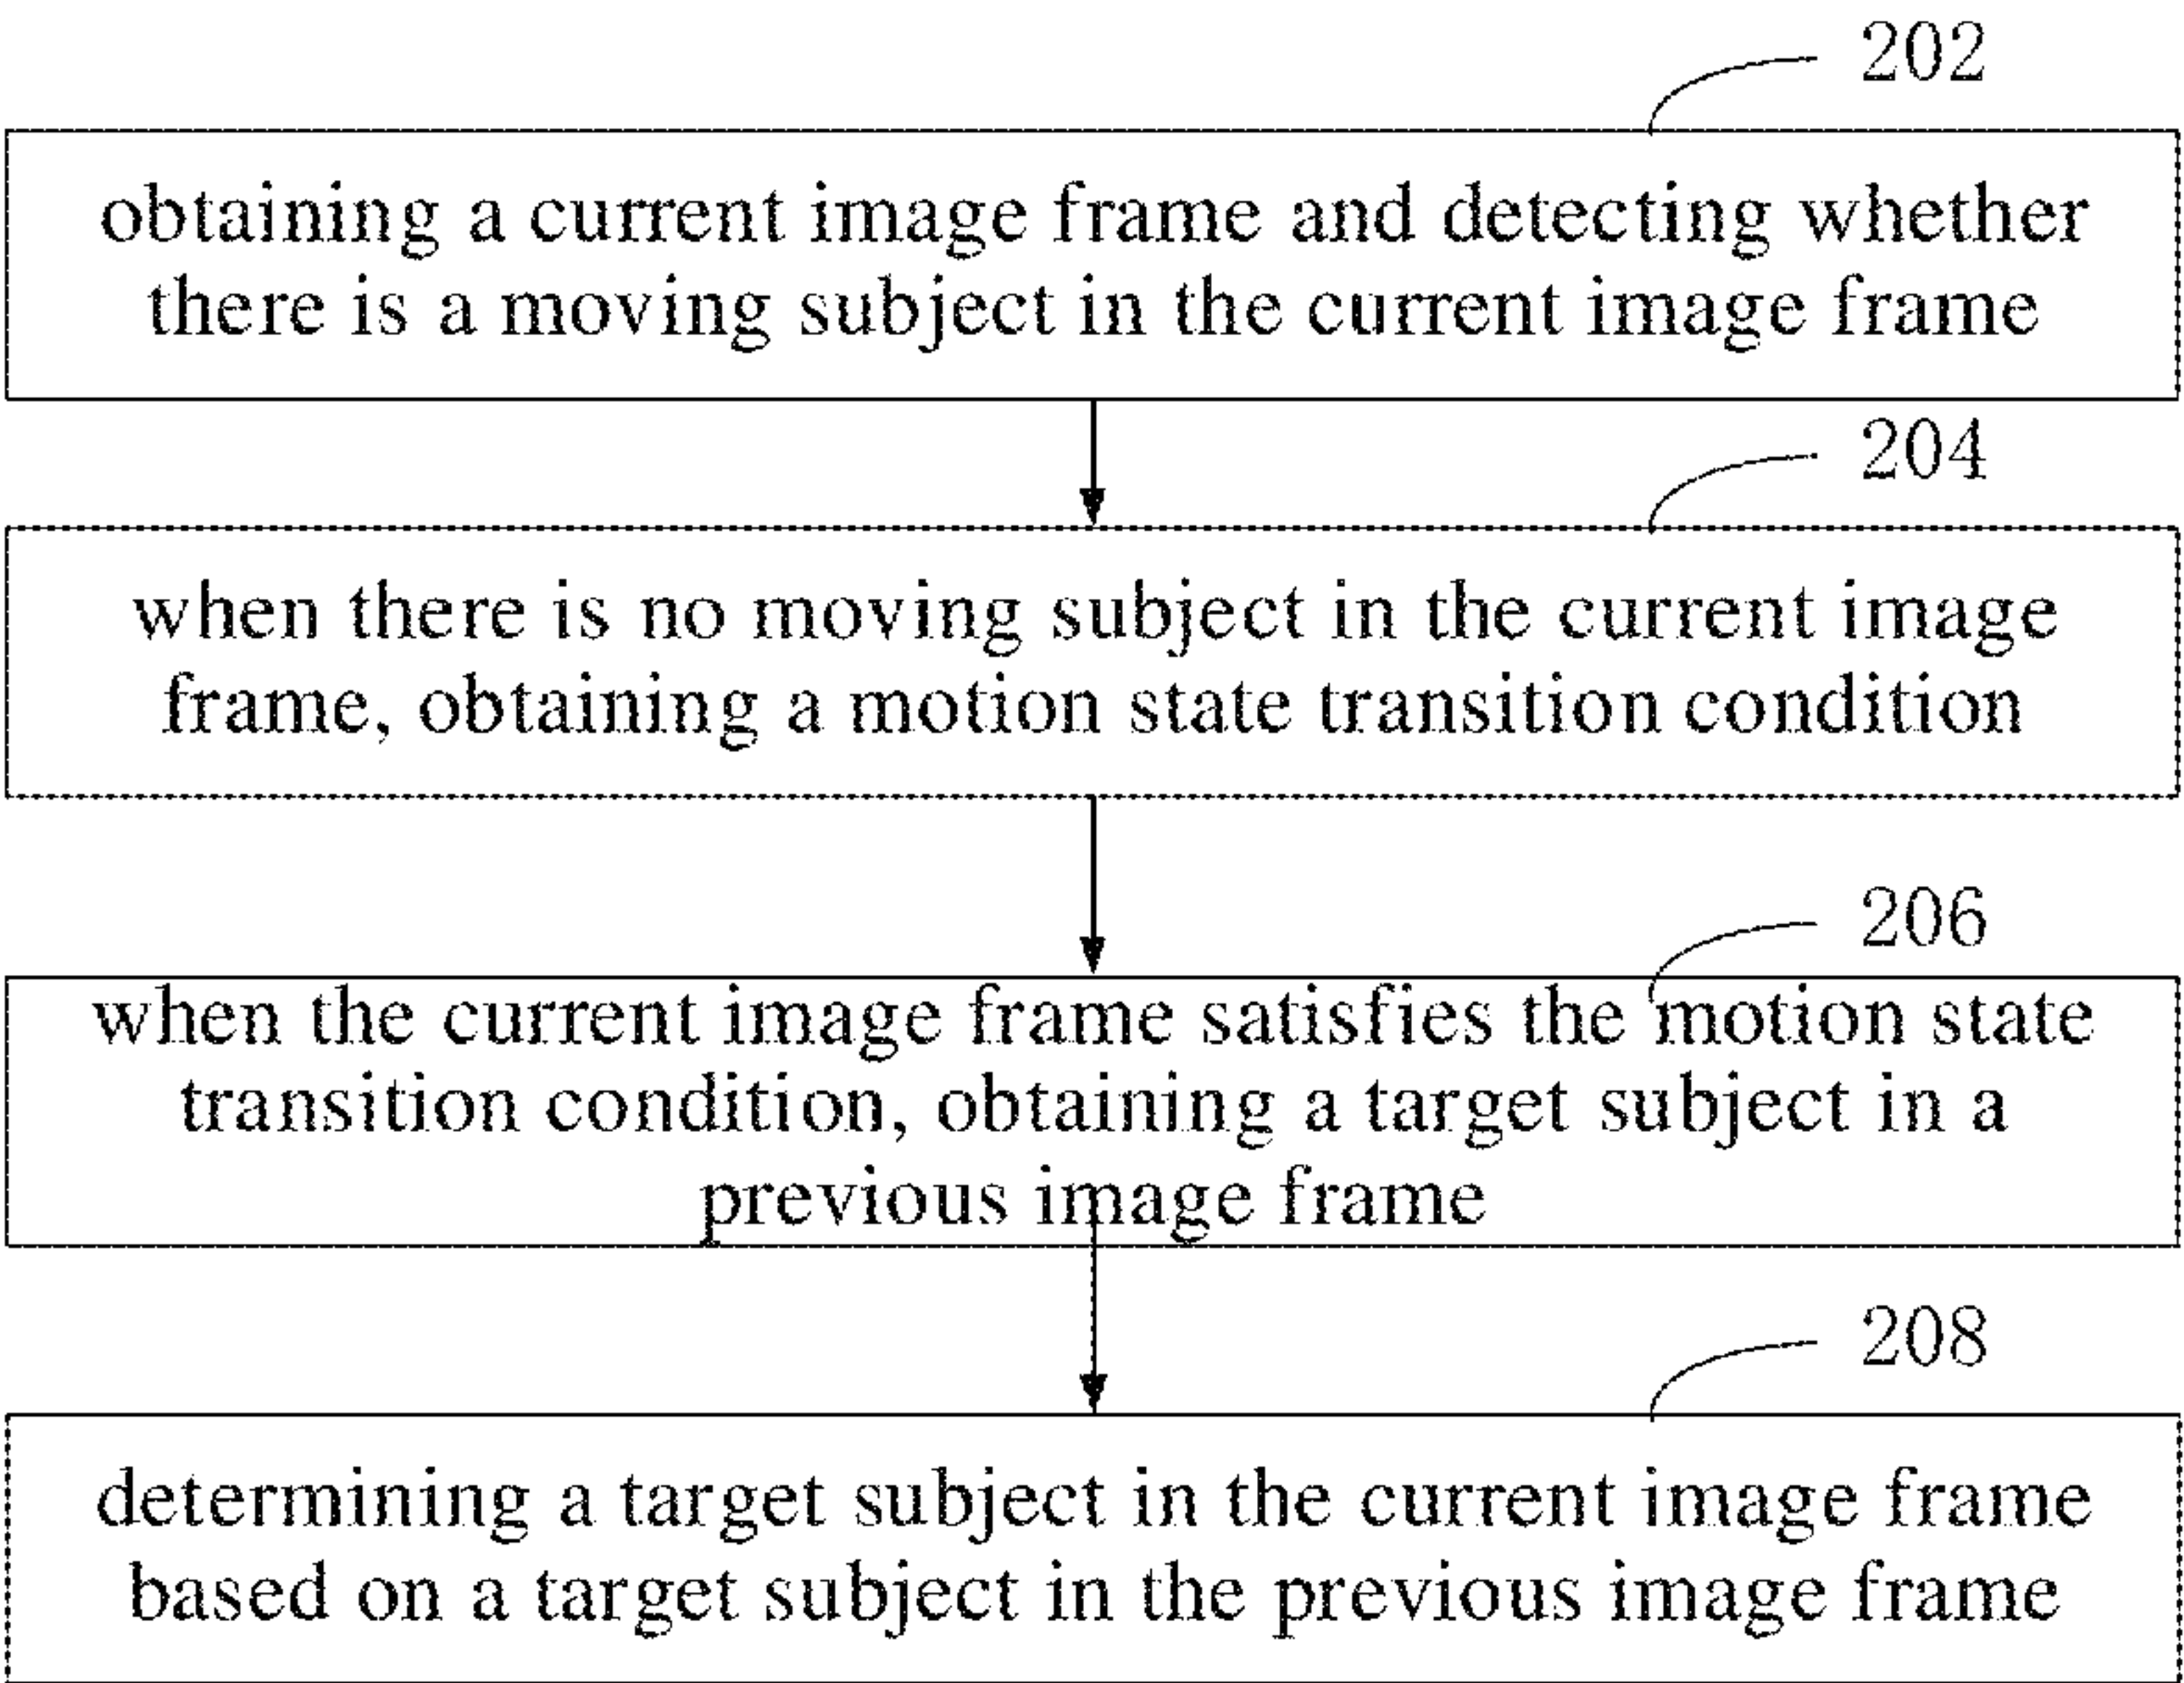 202
obtaining a current image frame and detecting whether
there is a moving subject in the current image frame
204
when there is no moving subject in the current image
frame, obtaining a motion state transition condition
206
when the current image frame satisfies the motion state
transition condition, obtaining a target subject in a
previous image frame
208
determining a target subject in the current image frame
based on a target subject in the previous image frame